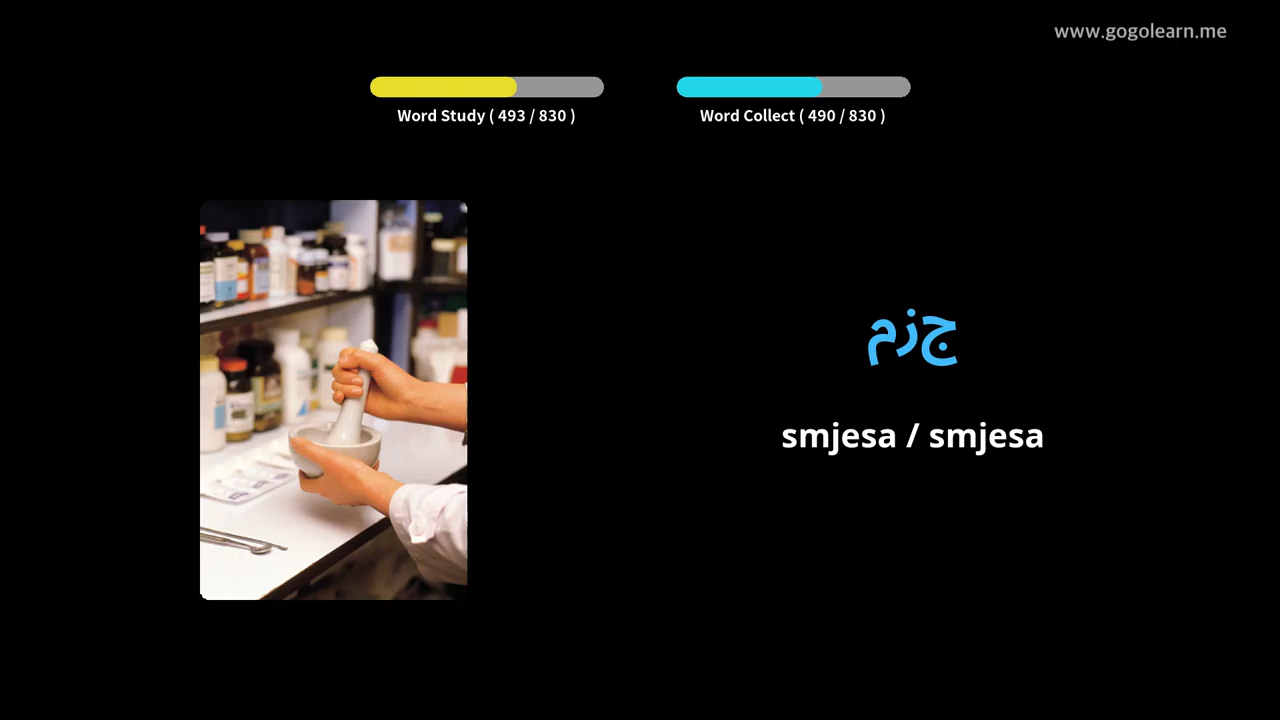 www.gogolearn.me
Word Study ( 493 / 830 )
Word Collect ( 490 / 830 )
جزم
smjesa / smjesa